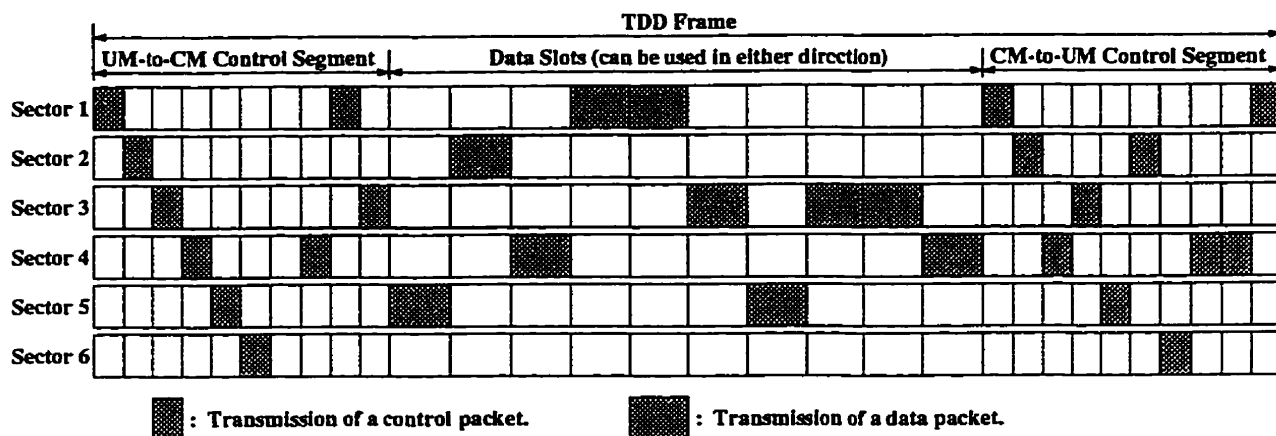 TDD Frame
UM-to-CM Control Segment
Data Slots (can be used in either direction)
CM-to-UM Control Segment
Sector 1
Sector 2
Sector 3
Sector 4
Sector 5
Sector 6
: Transmission of a control packet.
: Transmission of a data packet.